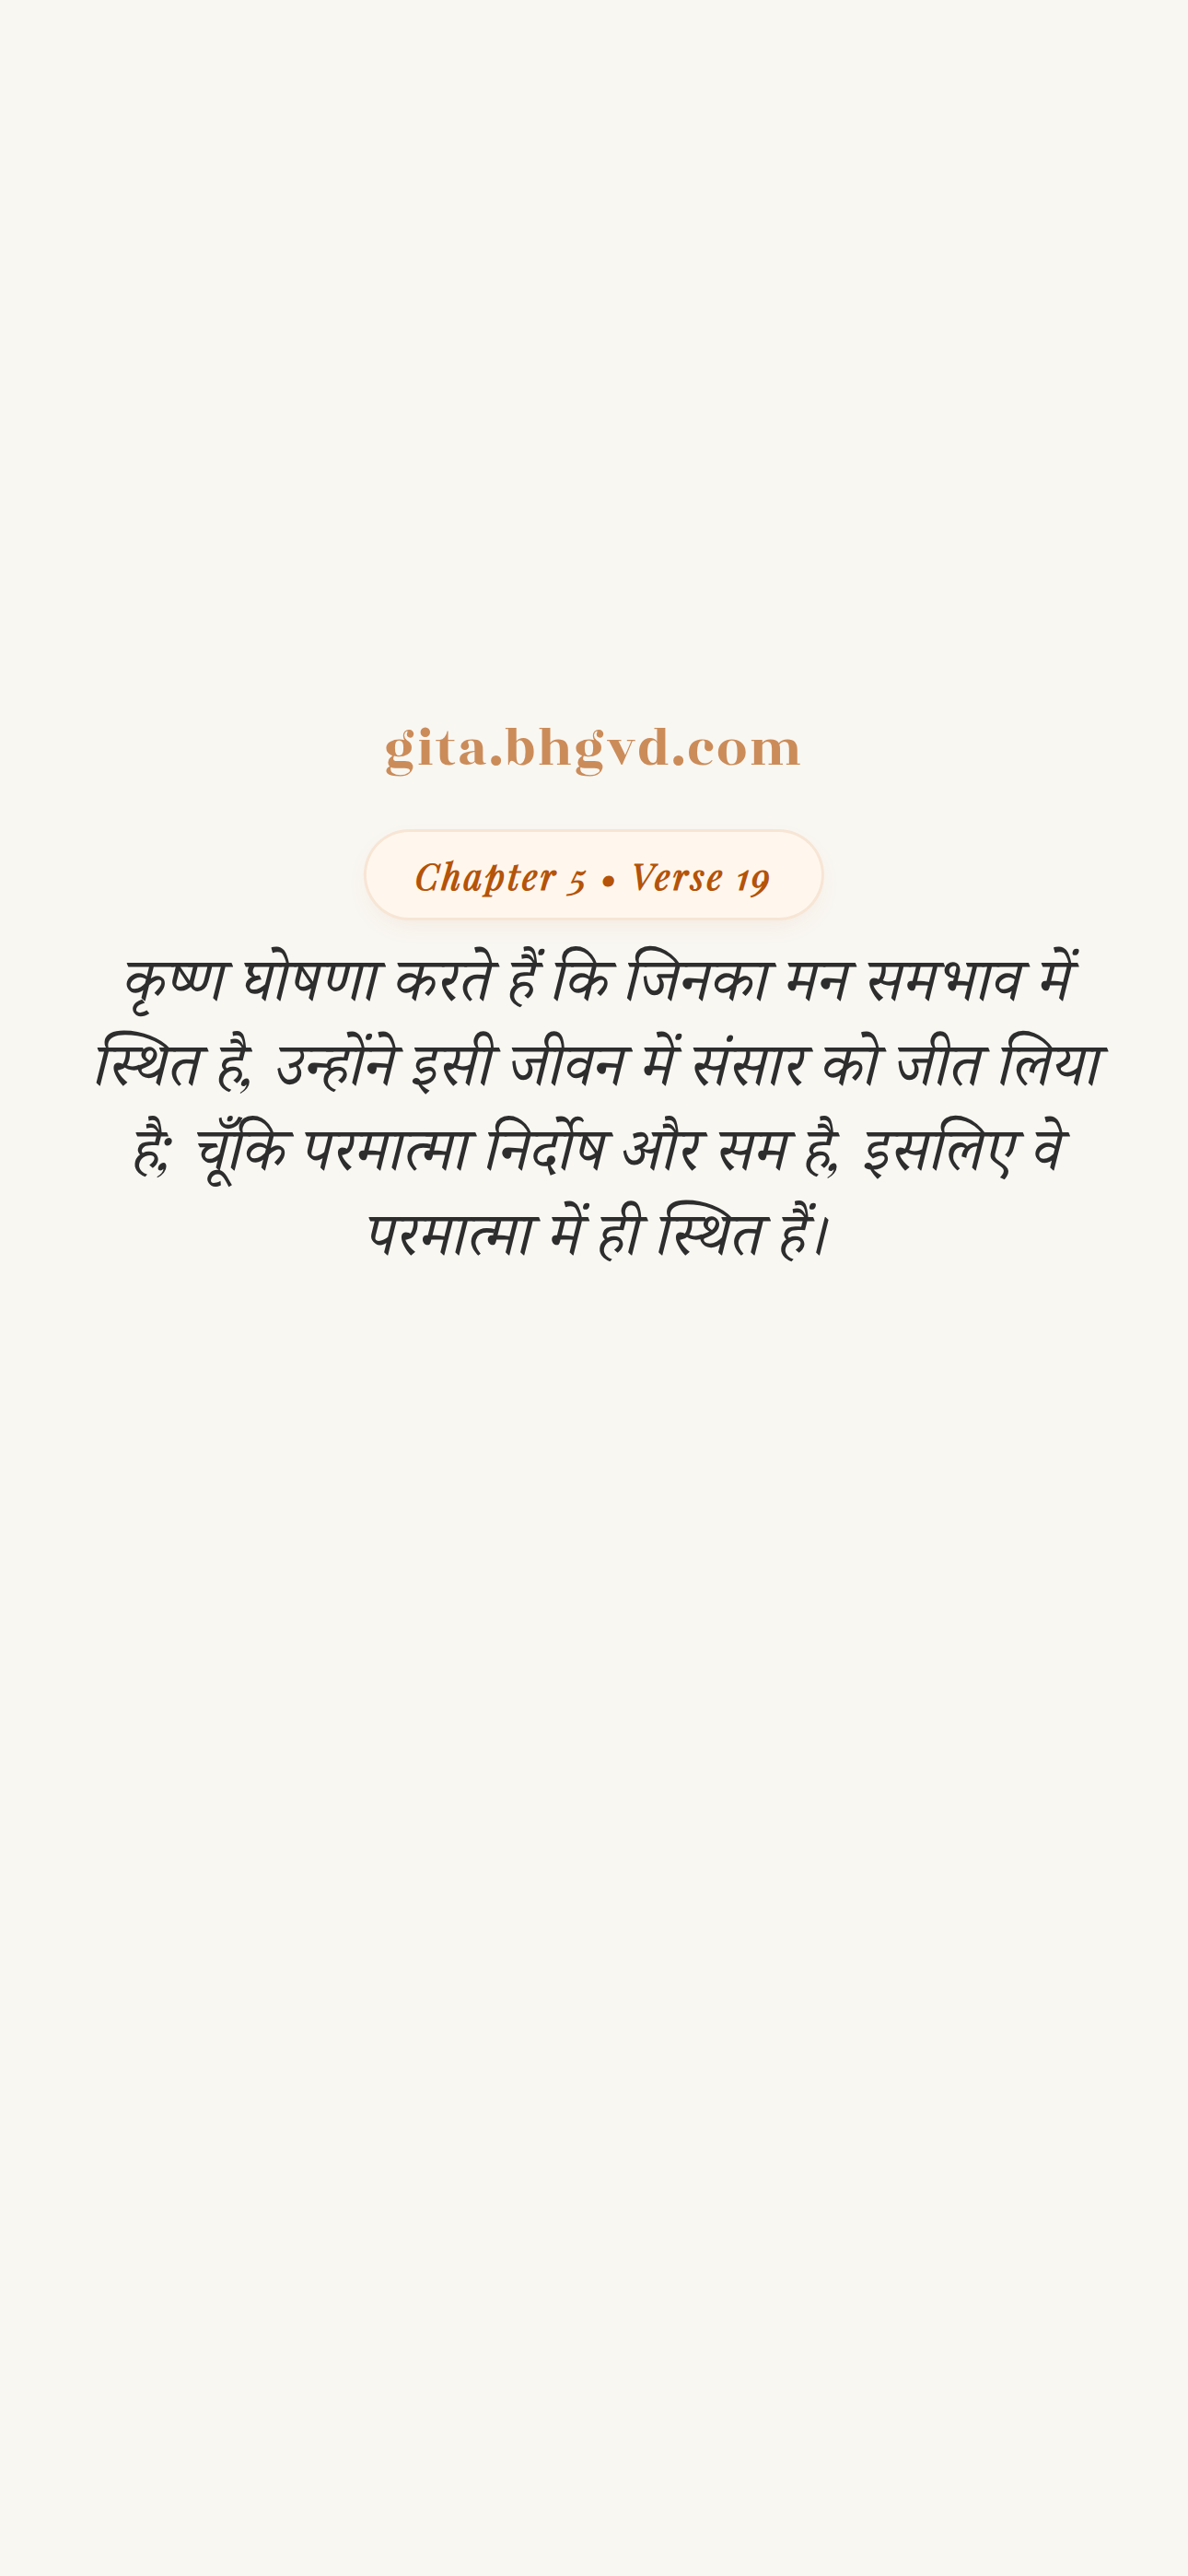 gita.bhgvd.com
Chapter 5 • Verse 19
कृष्ण घोषणा करते हैं कि जिनका मन समभाव में
स्थित है, उन्होंने इसी जीवन में संसार को जीत लिया
है; चूँकि परमात्मा निर्दोष और सम है, इसलिए वे
परमात्मा में ही स्थित हैं।